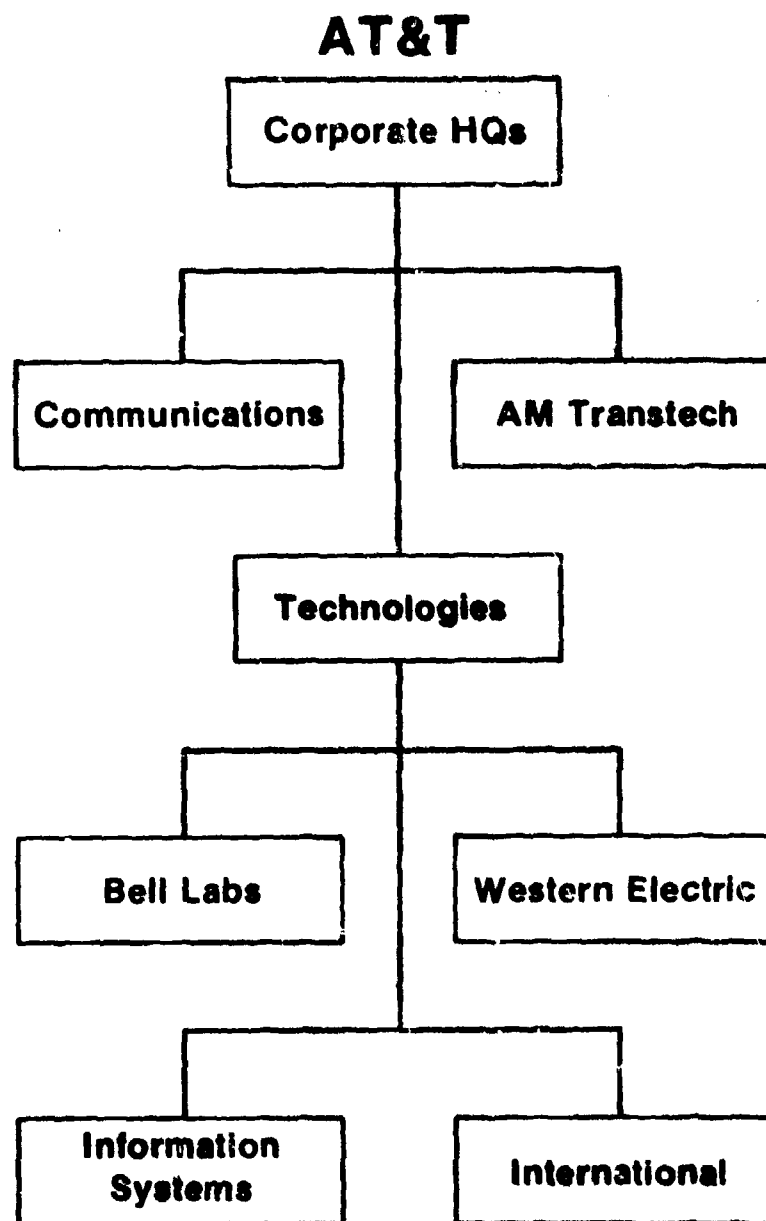 AT&T
Corporate HQs
Communications
AM Transtech
Technologies
Bell Labs
Western Electric
Information
Systems
International